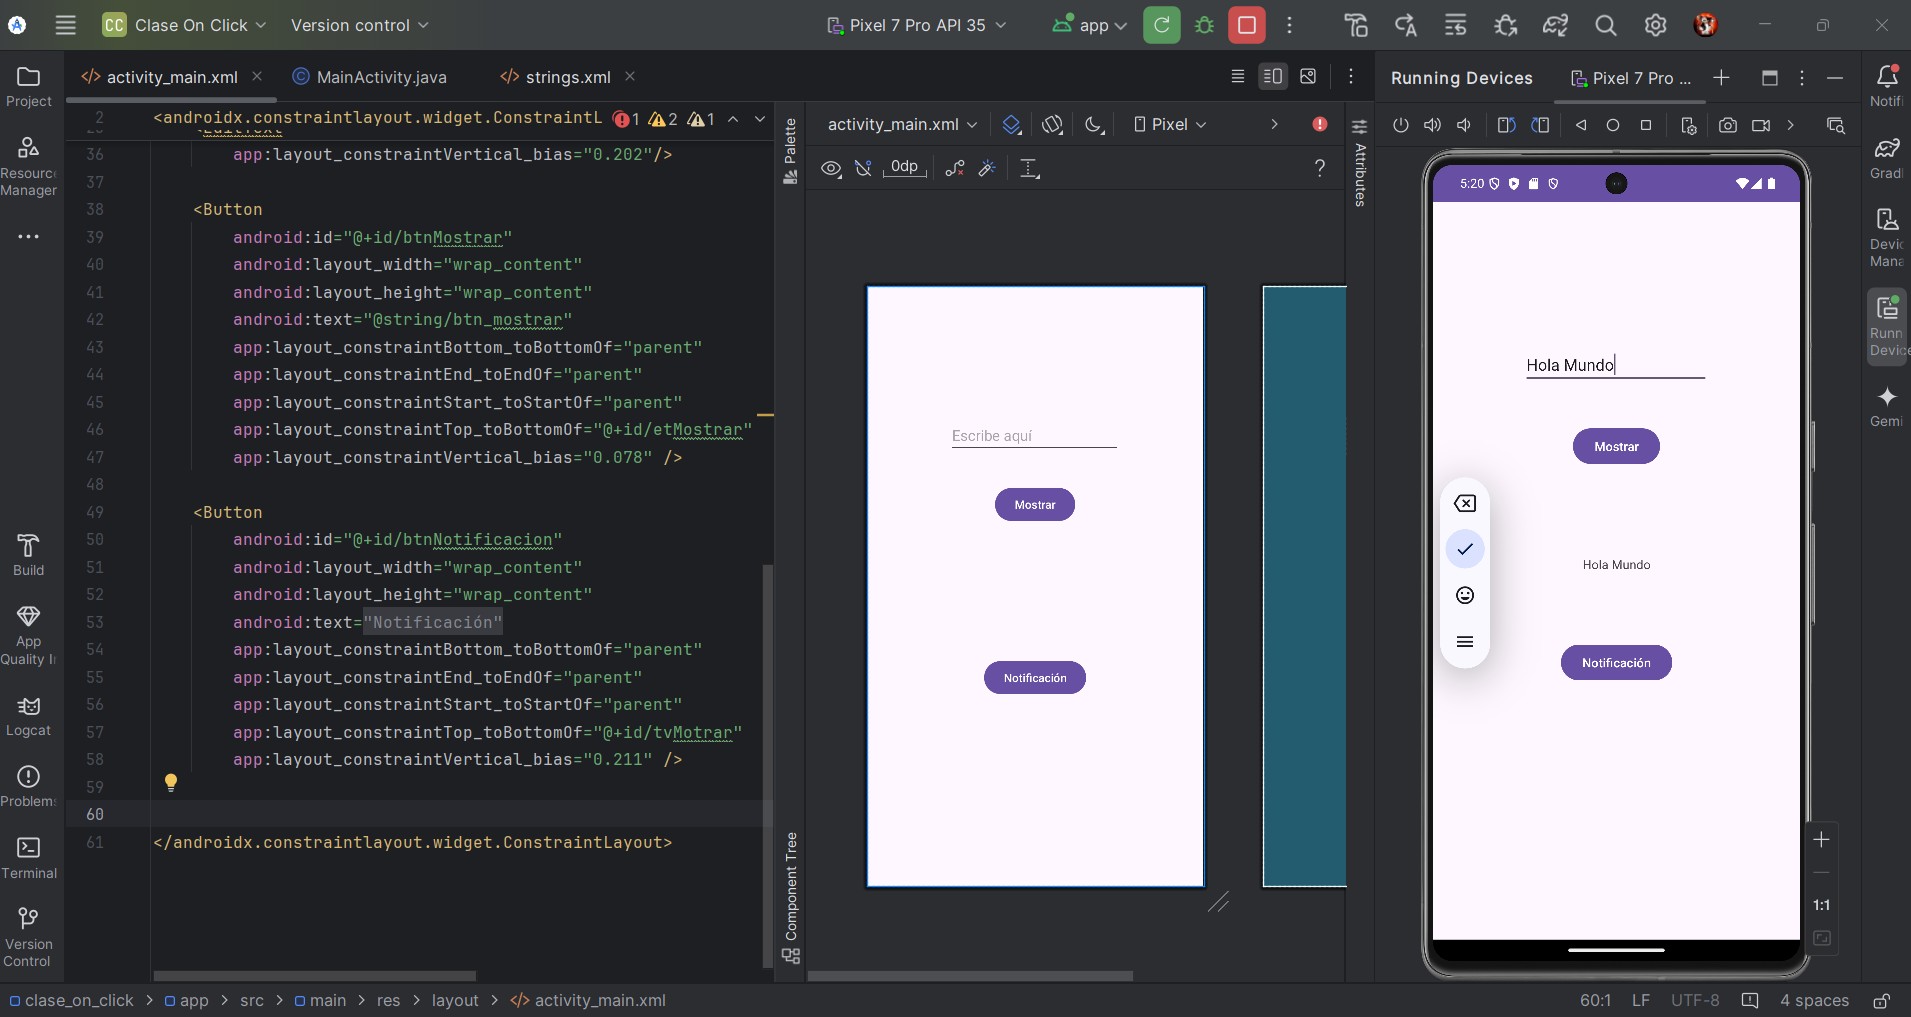 CC Clase On Click
Version control
Pixel 7 Pro API 35
app
activity_main.xml
MainActivity.java
strings.xml
Running Devices
Pixel 7 Pro ...
Project
Resource
Manager
Build
App
Quality I
Logcat
Problem
Terminal
Version
Control
2 <androidx.constraintlayout.widget.ConstraintL
1 2 1
<EditText
36 app:layout_constraintVertical_bias="0.202"/>
37
38 <Button
39 android:id="@+id/btnMostrar"
40 android:layout_width="wrap_content"
41 android:layout_height="wrap_content"
42 android:text="@string/btn_mostrar"
43 app:layout_constraintBottom_toBottomOf="parent"
44 app:layout_constraintEnd_toEndOf="parent"
45 app:layout_constraintStart_toStartOf="parent"
46 app:layout_constraintTop_toBottomOf="@+id/etMostrar"
47 app:layout_constraintVertical_bias="0.078" />
48
49 <Button
50 android:id="@+id/btnNotificacion"
51 android:layout_width="wrap_content"
52 android:layout_height="wrap_content"
53 android:text="Notificación"
54 app:layout_constraintBottom_toBottomOf="parent"
55 app:layout_constraintEnd_toEndOf="parent"
56 app:layout_constraintStart_toStartOf="parent"
57 app:layout_constraintTop_toBottomOf="@+id/tvMotrar"
58 app:layout_constraintVertical_bias="0.211" />
59
60
61 </androidx.constraintlayout.widget.ConstraintLayout>
Palette
Component Tree
activity_main.xml
Pixel
0dp
?
Escribe aquí
Mostrar
Notificación
Attributes
5:20
Hola Mundo
Mostrar
Hola Mundo
Notificación
1:1
Notifi
Gradl
Devic
Mana
Runn
Device
Gemi
clase_on_click > app > src > main > res > layout > activity_main.xml
60:1 LF UTF-8 4 spaces